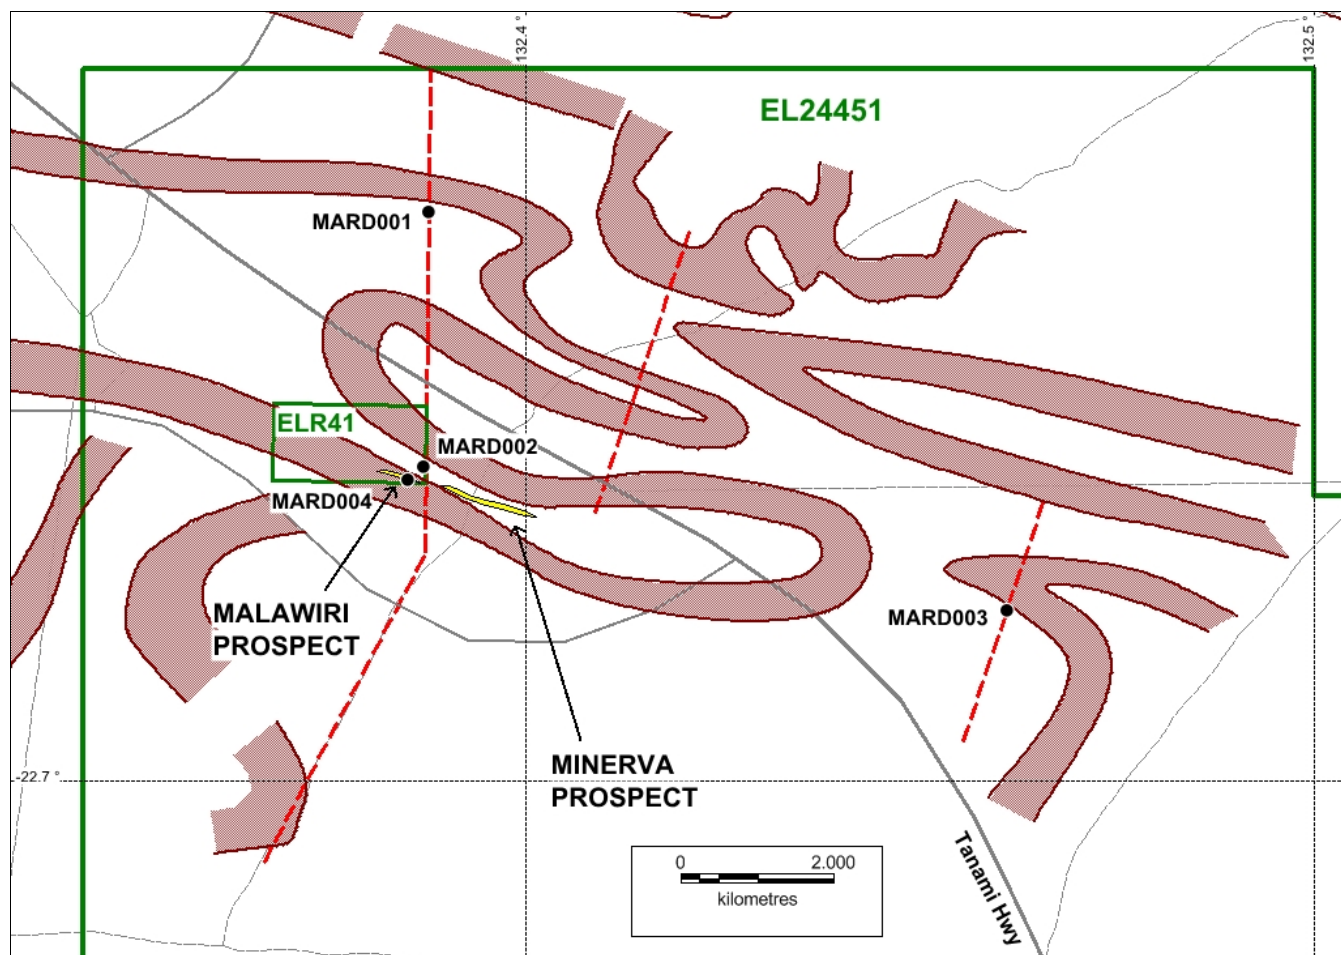 132.4 °
132.5 °
EL24451
MARD001
ELR41
MARD002
MARD004
MALAWIRI
PROSPECT
MARD003
MINERVA
PROSPECT
-22.7 °
0 2.000
kilometres
Tanami Hwy